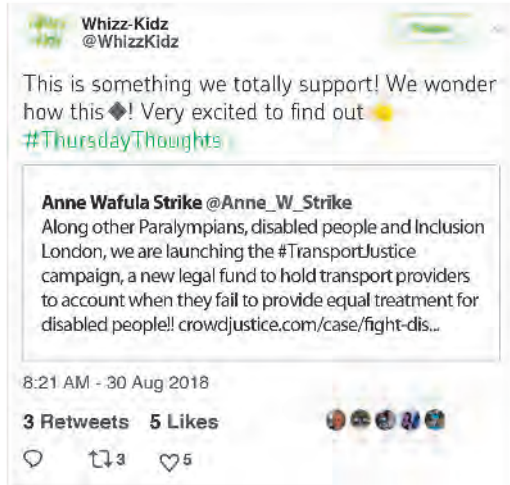 Whizz-Kidz
@WhizzKidz
This is something we totally support! We wonder
how this ! Very excited to find out
#ThursdayThoughts
Anne Wafula Strike @Anne_W_Strike
Along other Paralympians, disabled people and Inclusion
London, we are launching the #TransportJustice
campaign, a new legal fund to hold transport providers
to account when they fail to provide equal treatment for
disabled people!! crowdjustice.com/case/fight-dis...
8:21 AM - 30 Aug 2018
3 Retweets 5 Likes
3 5